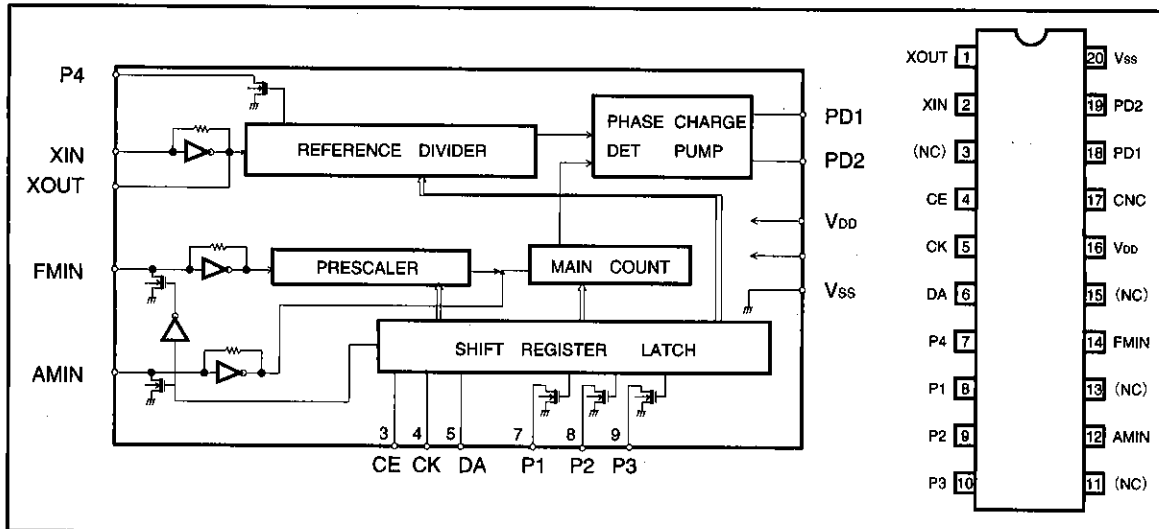 P4
XIN
XOUT
FMIN
AMIN
REFERENCE DIVIDER
PHASE CHARGE
DET PUMP
PRESCALER
MAIN COUNT
SHIFT REGISTER LATCH
PD1
PD2
VDD
VSS
3 4 5 7 8 9
CE CK DA P1 P2 P3
XOUT 1 20 Vss
XIN 2 19 PD2
(NC) 3 18 PD1
CE 4 17 CNC
CK 5 16 VDD
DA 6 15 (NC)
P4 7 14 FMIN
P1 8 13 (NC)
P2 9 12 AMIN
P3 10 11 (NC)